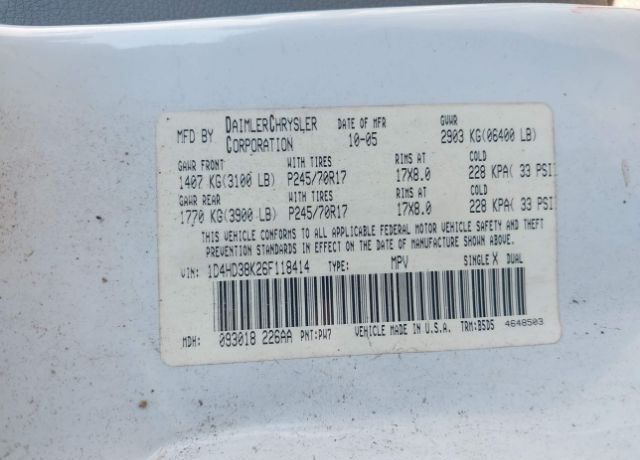 MFD BY DAIMLERCHRYSLER CORPORATION DATE OF MFR 10-05 GVWR 2903 KG(06400 LB)
GAWR FRONT WITH TIRES RIMS AT COLD
1407 KG(3100 LB) P245/70R17 17X8.0 228 KPA( 33 PSI
GAWR REAR WITH TIRES RIMS AT COLD
1770 KG(3900 LB) P245/70R17 17X8.0 228 KPA( 33 PSI
THIS VEHICLE CONFORMS TO ALL APPLICABLE FEDERAL MOTOR VEHICLE SAFETY AND THEFT
PREVENTION STANDARDS IN EFFECT ON THE DATE OF MANUFACTURE SHOWN ABOVE.
VIN: 1D4HD38K26F118414 TYPE: MPV SINGLE X DUAL
MDH: 093018 226AA PNT:PW7 VEHICLE MADE IN U.S.A. TRM:BSD5 4648503